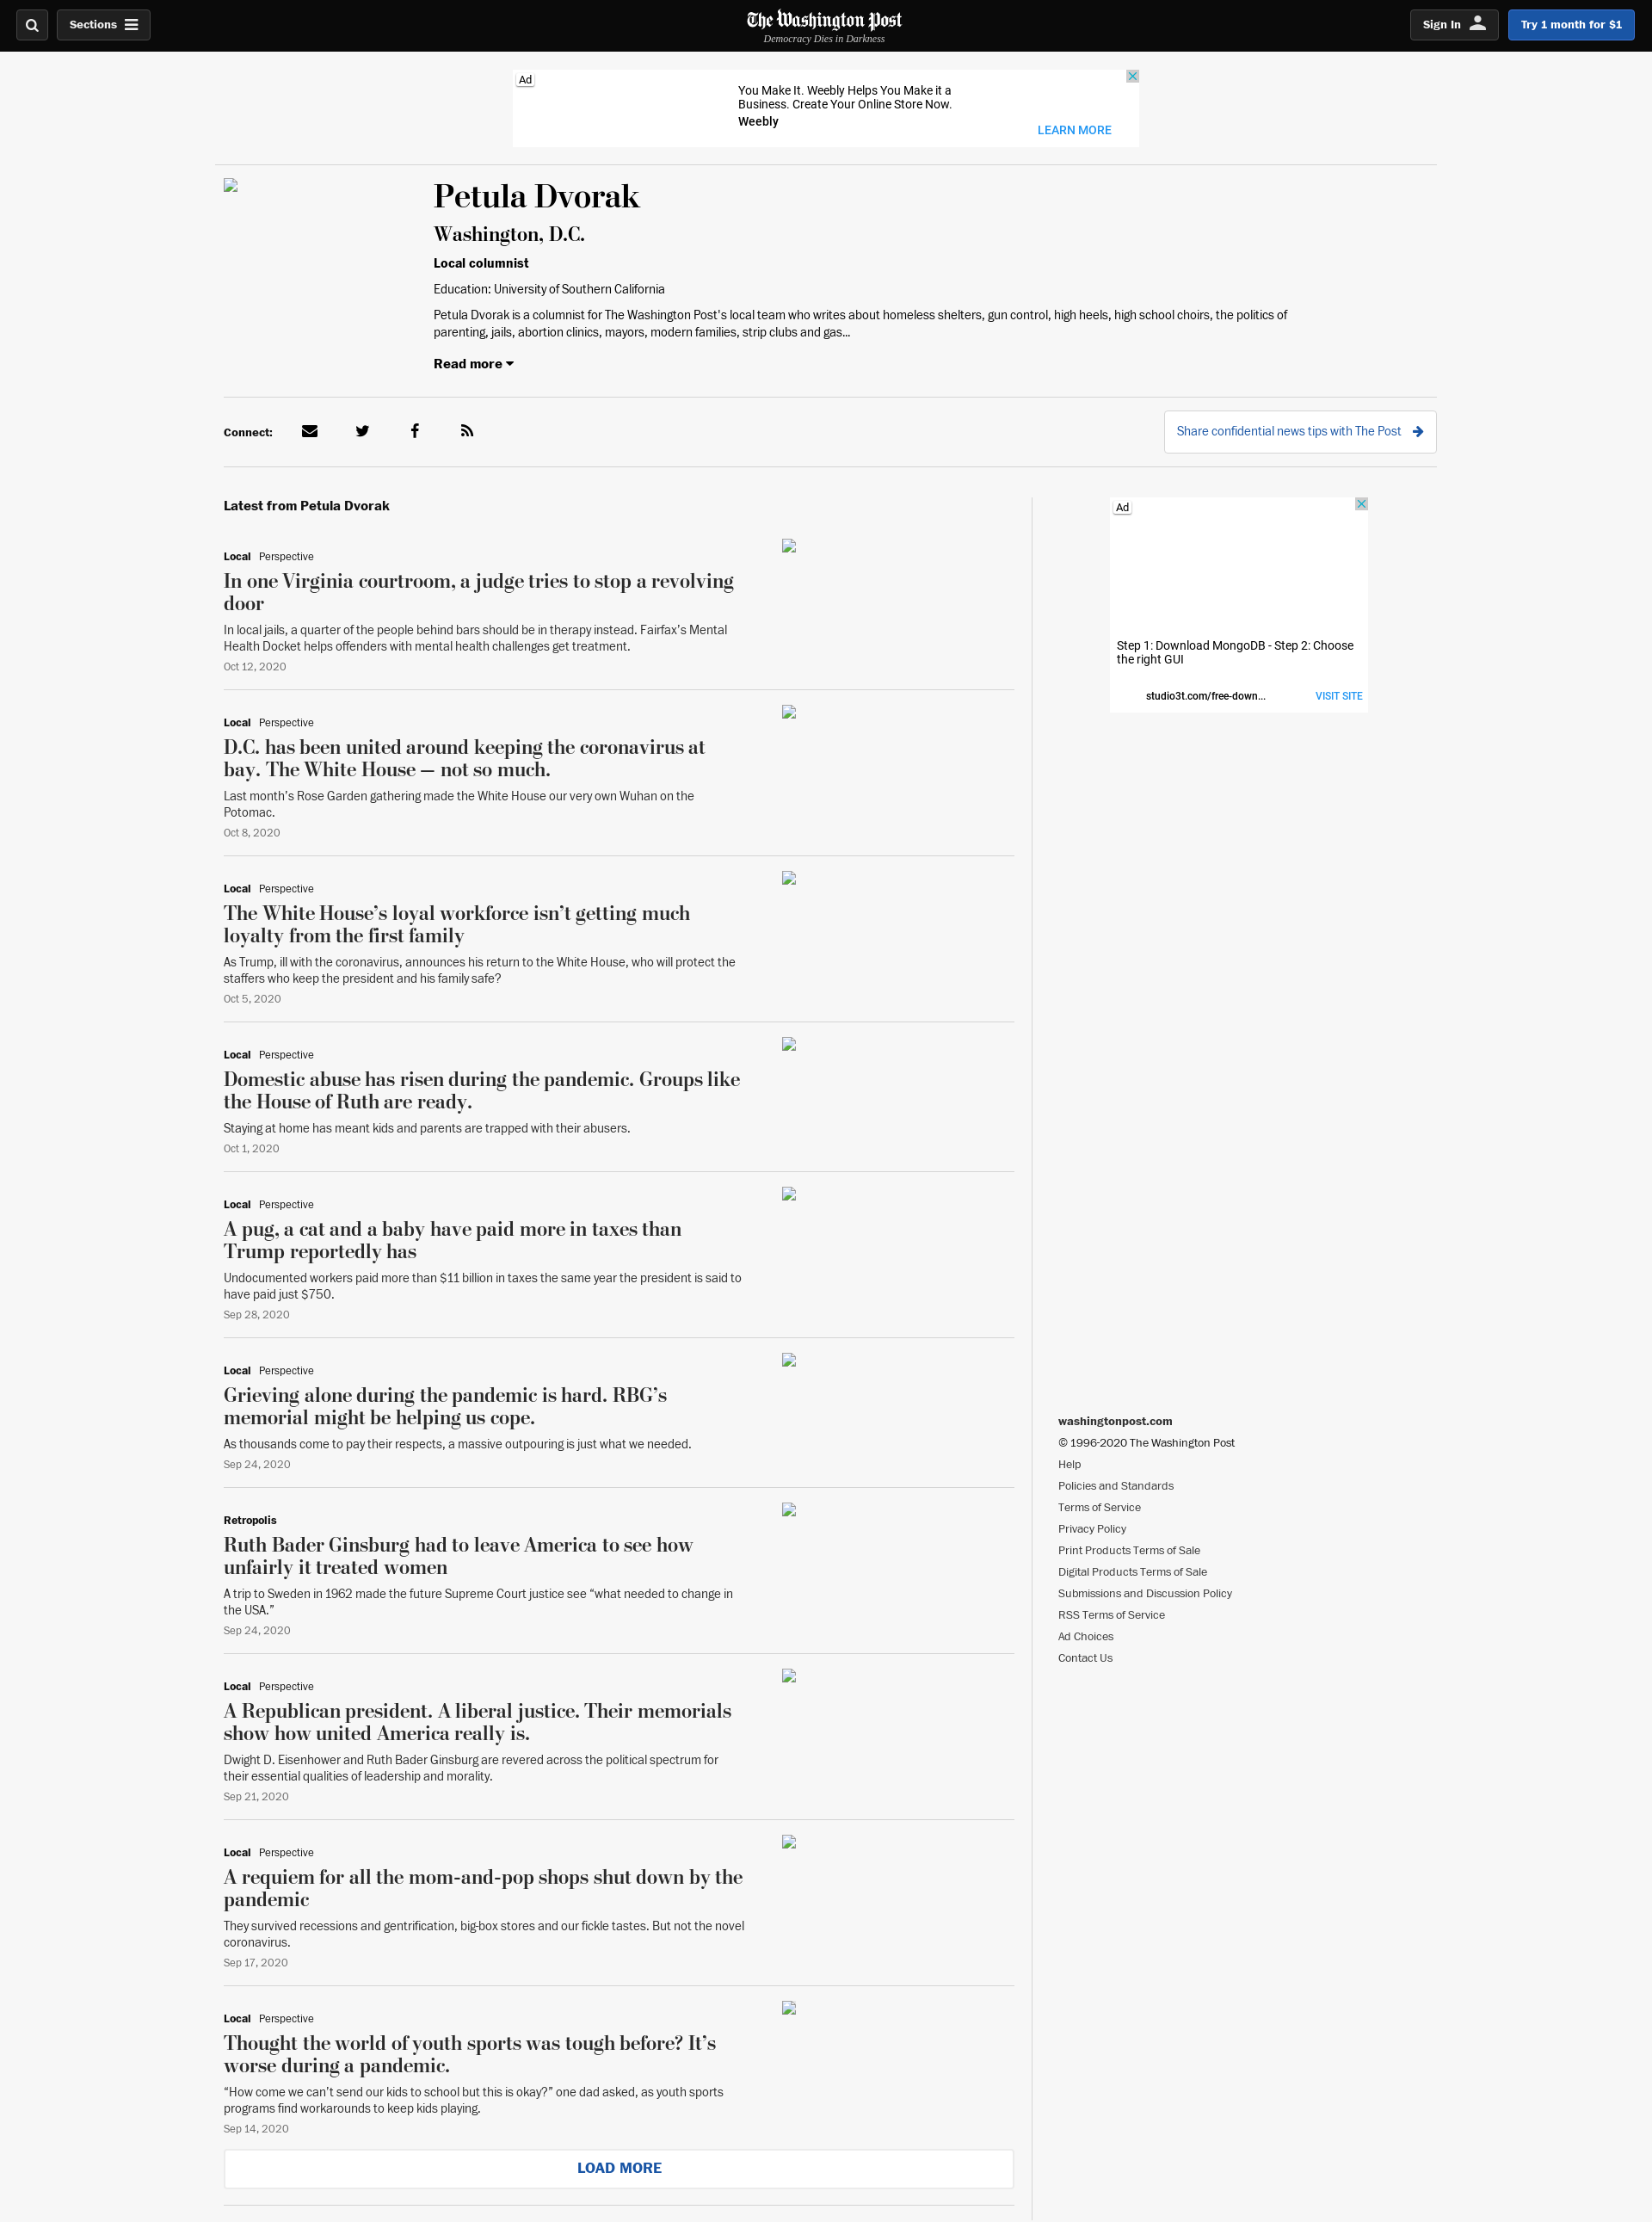 Sections
The Washington Post
Democracy Dies in Darkness
Sign In
Try 1 month for $1
Ad
You Make It. Weebly Helps You Make it a
Business. Create Your Online Store Now.
Weebly
LEARN MORE
Petula Dvorak
Washington, D.C.
Local columnist
Education: University of Southern California
Petula Dvorak is a columnist for The Washington Post's local team who writes about homeless shelters, gun control, high heels, high school choirs, the politics of
parenting, jails, abortion clinics, mayors, modern families, strip clubs and gas...
Read more
Connect:
Share confidential news tips with The Post
Latest from Petula Dvorak
Local Perspective
In one Virginia courtroom, a judge tries to stop a revolving
door
In local jails, a quarter of the people behind bars should be in therapy instead. Fairfax’s Mental
Health Docket helps offenders with mental health challenges get treatment.
Oct 12, 2020
Local Perspective
D.C. has been united around keeping the coronavirus at
bay. The White House — not so much.
Last month’s Rose Garden gathering made the White House our very own Wuhan on the
Potomac.
Oct 8, 2020
Local Perspective
The White House’s loyal workforce isn’t getting much
loyalty from the first family
As Trump, ill with the coronavirus, announces his return to the White House, who will protect the
staffers who keep the president and his family safe?
Oct 5, 2020
Local Perspective
Domestic abuse has risen during the pandemic. Groups like
the House of Ruth are ready.
Staying at home has meant kids and parents are trapped with their abusers.
Oct 1, 2020
Local Perspective
A pug, a cat and a baby have paid more in taxes than
Trump reportedly has
Undocumented workers paid more than $11 billion in taxes the same year the president is said to
have paid just $750.
Sep 28, 2020
Local Perspective
Grieving alone during the pandemic is hard. RBG’s
memorial might be helping us cope.
As thousands come to pay their respects, a massive outpouring is just what we needed.
Sep 24, 2020
Retropolis
Ruth Bader Ginsburg had to leave America to see how
unfairly it treated women
A trip to Sweden in 1962 made the future Supreme Court justice see “what needed to change in
the USA.”
Sep 24, 2020
Local Perspective
A Republican president. A liberal justice. Their memorials
show how united America really is.
Dwight D. Eisenhower and Ruth Bader Ginsburg are revered across the political spectrum for
their essential qualities of leadership and morality.
Sep 21, 2020
Local Perspective
A requiem for all the mom-and-pop shops shut down by the
pandemic
They survived recessions and gentrification, big-box stores and our fickle tastes. But not the novel
coronavirus.
Sep 17, 2020
Local Perspective
Thought the world of youth sports was tough before? It’s
worse during a pandemic.
“How come we can’t send our kids to school but this is okay?” one dad asked, as youth sports
programs find workarounds to keep kids playing.
Sep 14, 2020
LOAD MORE
Ad
Step 1: Download MongoDB - Step 2: Choose
the right GUI
studio3t.com/free-down...
VISIT SITE
washingtonpost.com
© 1996-2020 The Washington Post
Help
Policies and Standards
Terms of Service
Privacy Policy
Print Products Terms of Sale
Digital Products Terms of Sale
Submissions and Discussion Policy
RSS Terms of Service
Ad Choices
Contact Us